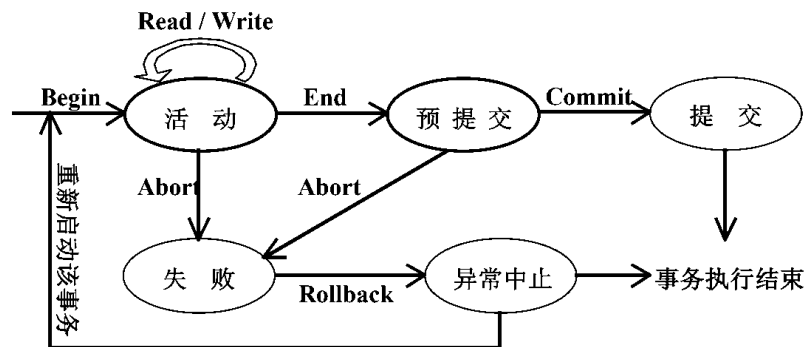 Read / Write
Begin
活 动
End
预 提 交
Commit
提 交
Abort
Abort
重新启动该事务
失 败
Rollback
异常中止
事务执行结束